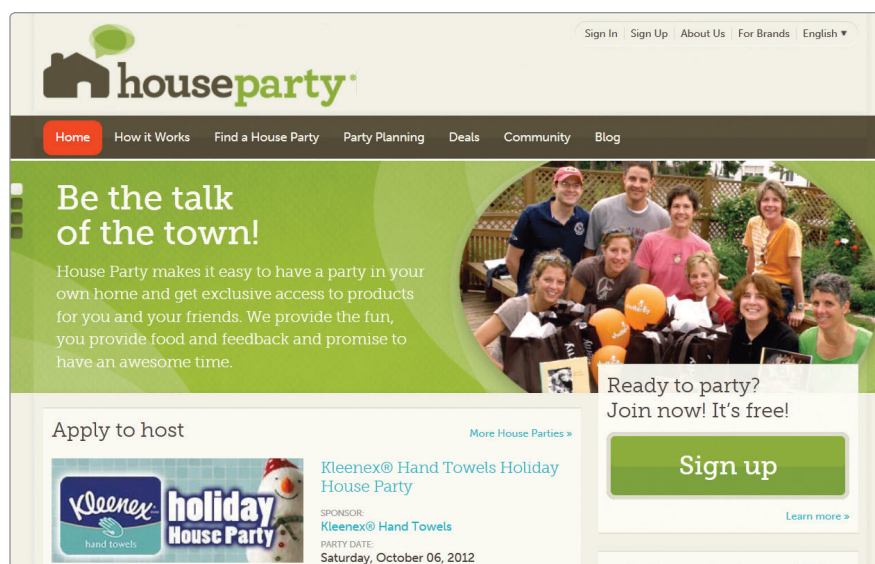 Sign In Sign Up About Us For Brands English ▼
houseparty
Home How it Works Find a House Party Party Planning Deals Community Blog
Be the talk
of the town!
House Party makes it easy to have a party in your
own home and get exclusive access to products
for you and your friends. We provide the fun,
you provide food and feedback and promise to
have an awesome time.
Ready to party?
Join now! It's free!
Sign up
Learn more »
Apply to host
More House Parties »
Kleenex
hand towels
holiday
House Party
Kleenex® Hand Towels Holiday
House Party
SPONSOR:
Kleenex® Hand Towels
PARTY DATE:
Saturday, October 06, 2012